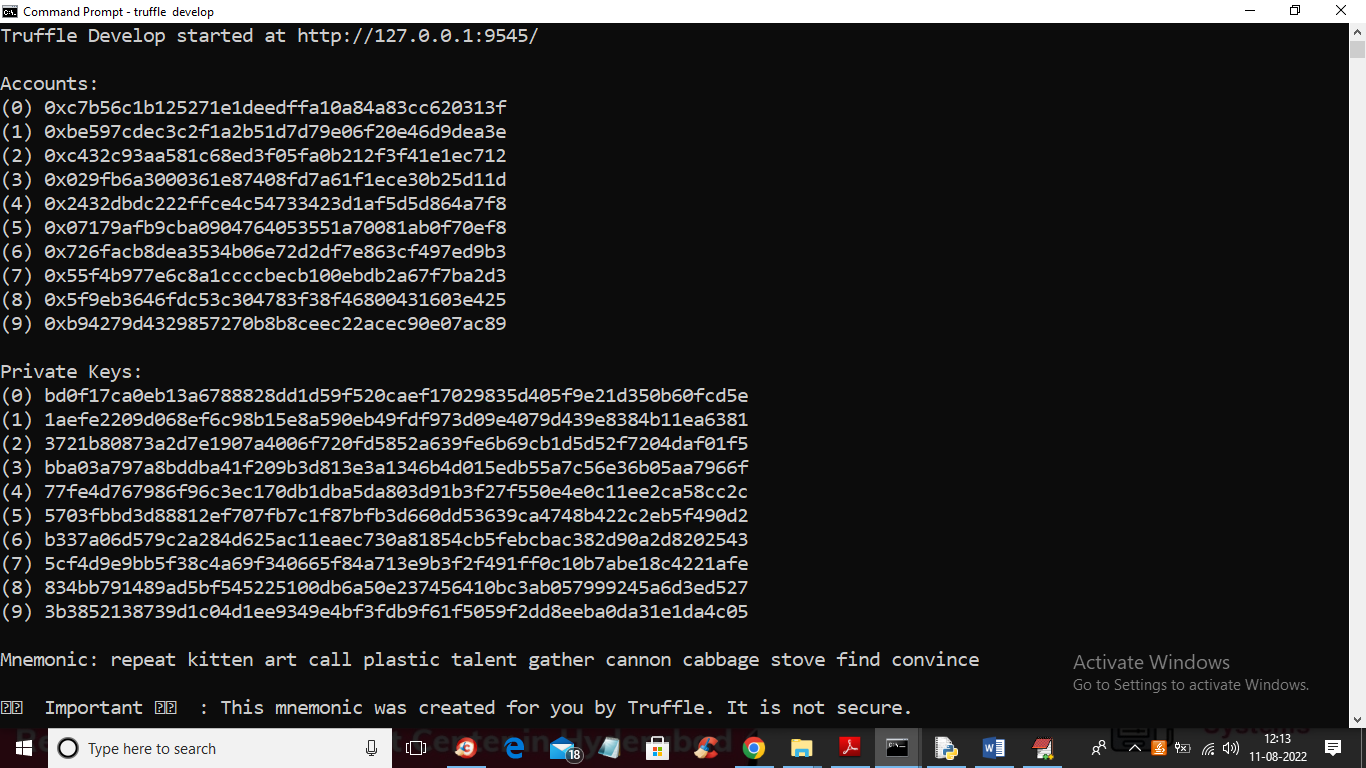 Command Prompt - truffle develop
Truffle Develop started at http://127.0.0.1:9545/
Accounts:
(0) 0xc7b56c1b125271e1deedffa10a84a83cc620313f
(1) 0xbe597cdec3c2f1a2b51d7d79e06f20e46d9dea3e
(2) 0xc432c93aa581c68ed3f05fa0b212f3f41e1ec712
(3) 0x029fb6a3000361e87408fd7a61f1ece30b25d11d
(4) 0x2432dbdc222ffce4c54733423d1af5d5d864a7f8
(5) 0x07179afb9cba0904764053551a70081ab0f70ef8
(6) 0x726facb8dea3534b06e72d2df7e863cf497ed9b3
(7) 0x55f4b977e6c8a1ccccbecb100ebdb2a67f7ba2d3
(8) 0x5f9eb3646fdc53c304783f38f46800431603e425
(9) 0xb94279d4329857270b8b8ceec22acec90e07ac89
Private Keys:
(0) bd0f17ca0eb13a6788828dd1d59f520caef17029835d405f9e21d350b60fcd5e
(1) 1aefe2209d068ef6c98b15e8a590eb49fdf973d09e4079d439e8384b11ea6381
(2) 3721b80873a2d7e1907a4006f720fd5852a639fe6b69cb1d5d52f7204daf01f5
(3) bba03a797a8bddba41f209b3d813e3a1346b4d015edb55a7c56e36b05aa7966f
(4) 77fe4d767986f96c3ec170db1dba5da803d91b3f27f550e4e0c11ee2ca58cc2c
(5) 5703fbbd3d88812ef707fb7c1f87bfb3d660dd53639ca4748b422c2eb5f490d2
(6) b337a06d579c2a284d625ac11eaec730a81854cb5febcbac382d90a2d8202543
(7) 5cf4d9e9bb5f38c4a69f340665f84a713e9b3f2f491ff0c10b7abe18c4221afe
(8) 834bb791489ad5bf545225100db6a50e237456410bc3ab057999245a6d3ed527
(9) 3b3852138739d1c04d1ee9349e4bf3fdb9f61f5059f2dd8eeba0da31e1da4c05
Mnemonic: repeat kitten art call plastic talent gather cannon cabbage stove find convince
Activate Windows
Go to Settings to activate Windows.
Important : This mnemonic was created for you by Truffle. It is not secure.
Type here to search
18
12:13
11-08-2022